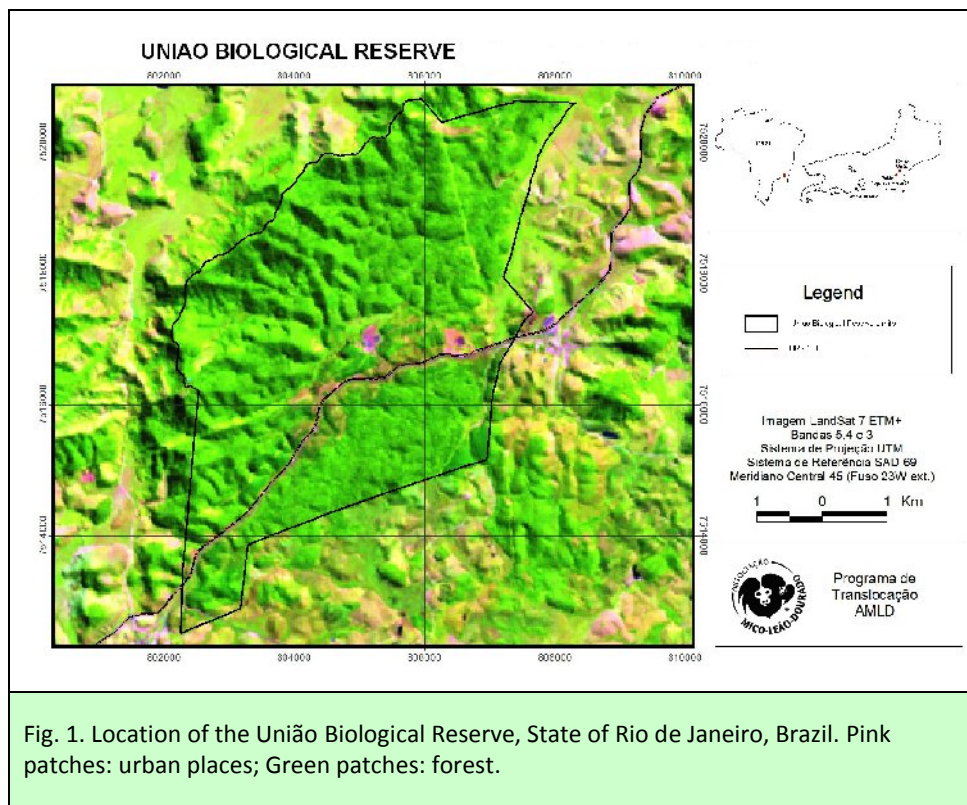 UNIAO BIOLOGICAL RESERVE
802000 804000 808000 810000
Legend
Imagem LandSat 7 ETM+
Bandas 5,4 e 3
Sistema de Projeção UTM
Sistema de Referência SAD 69
Meridiano Central 45 (Fuso 23W ext.)
1 0 1 Km
ASSOCIAÇÃO
MICO-LEÃO-DOURADO
Programa de
Translocação
AMLD
802000 804000 808000 810000
Fig. 1. Location of the União Biological Reserve, State of Rio de Janeiro, Brazil. Pink
patches: urban places; Green patches: forest.